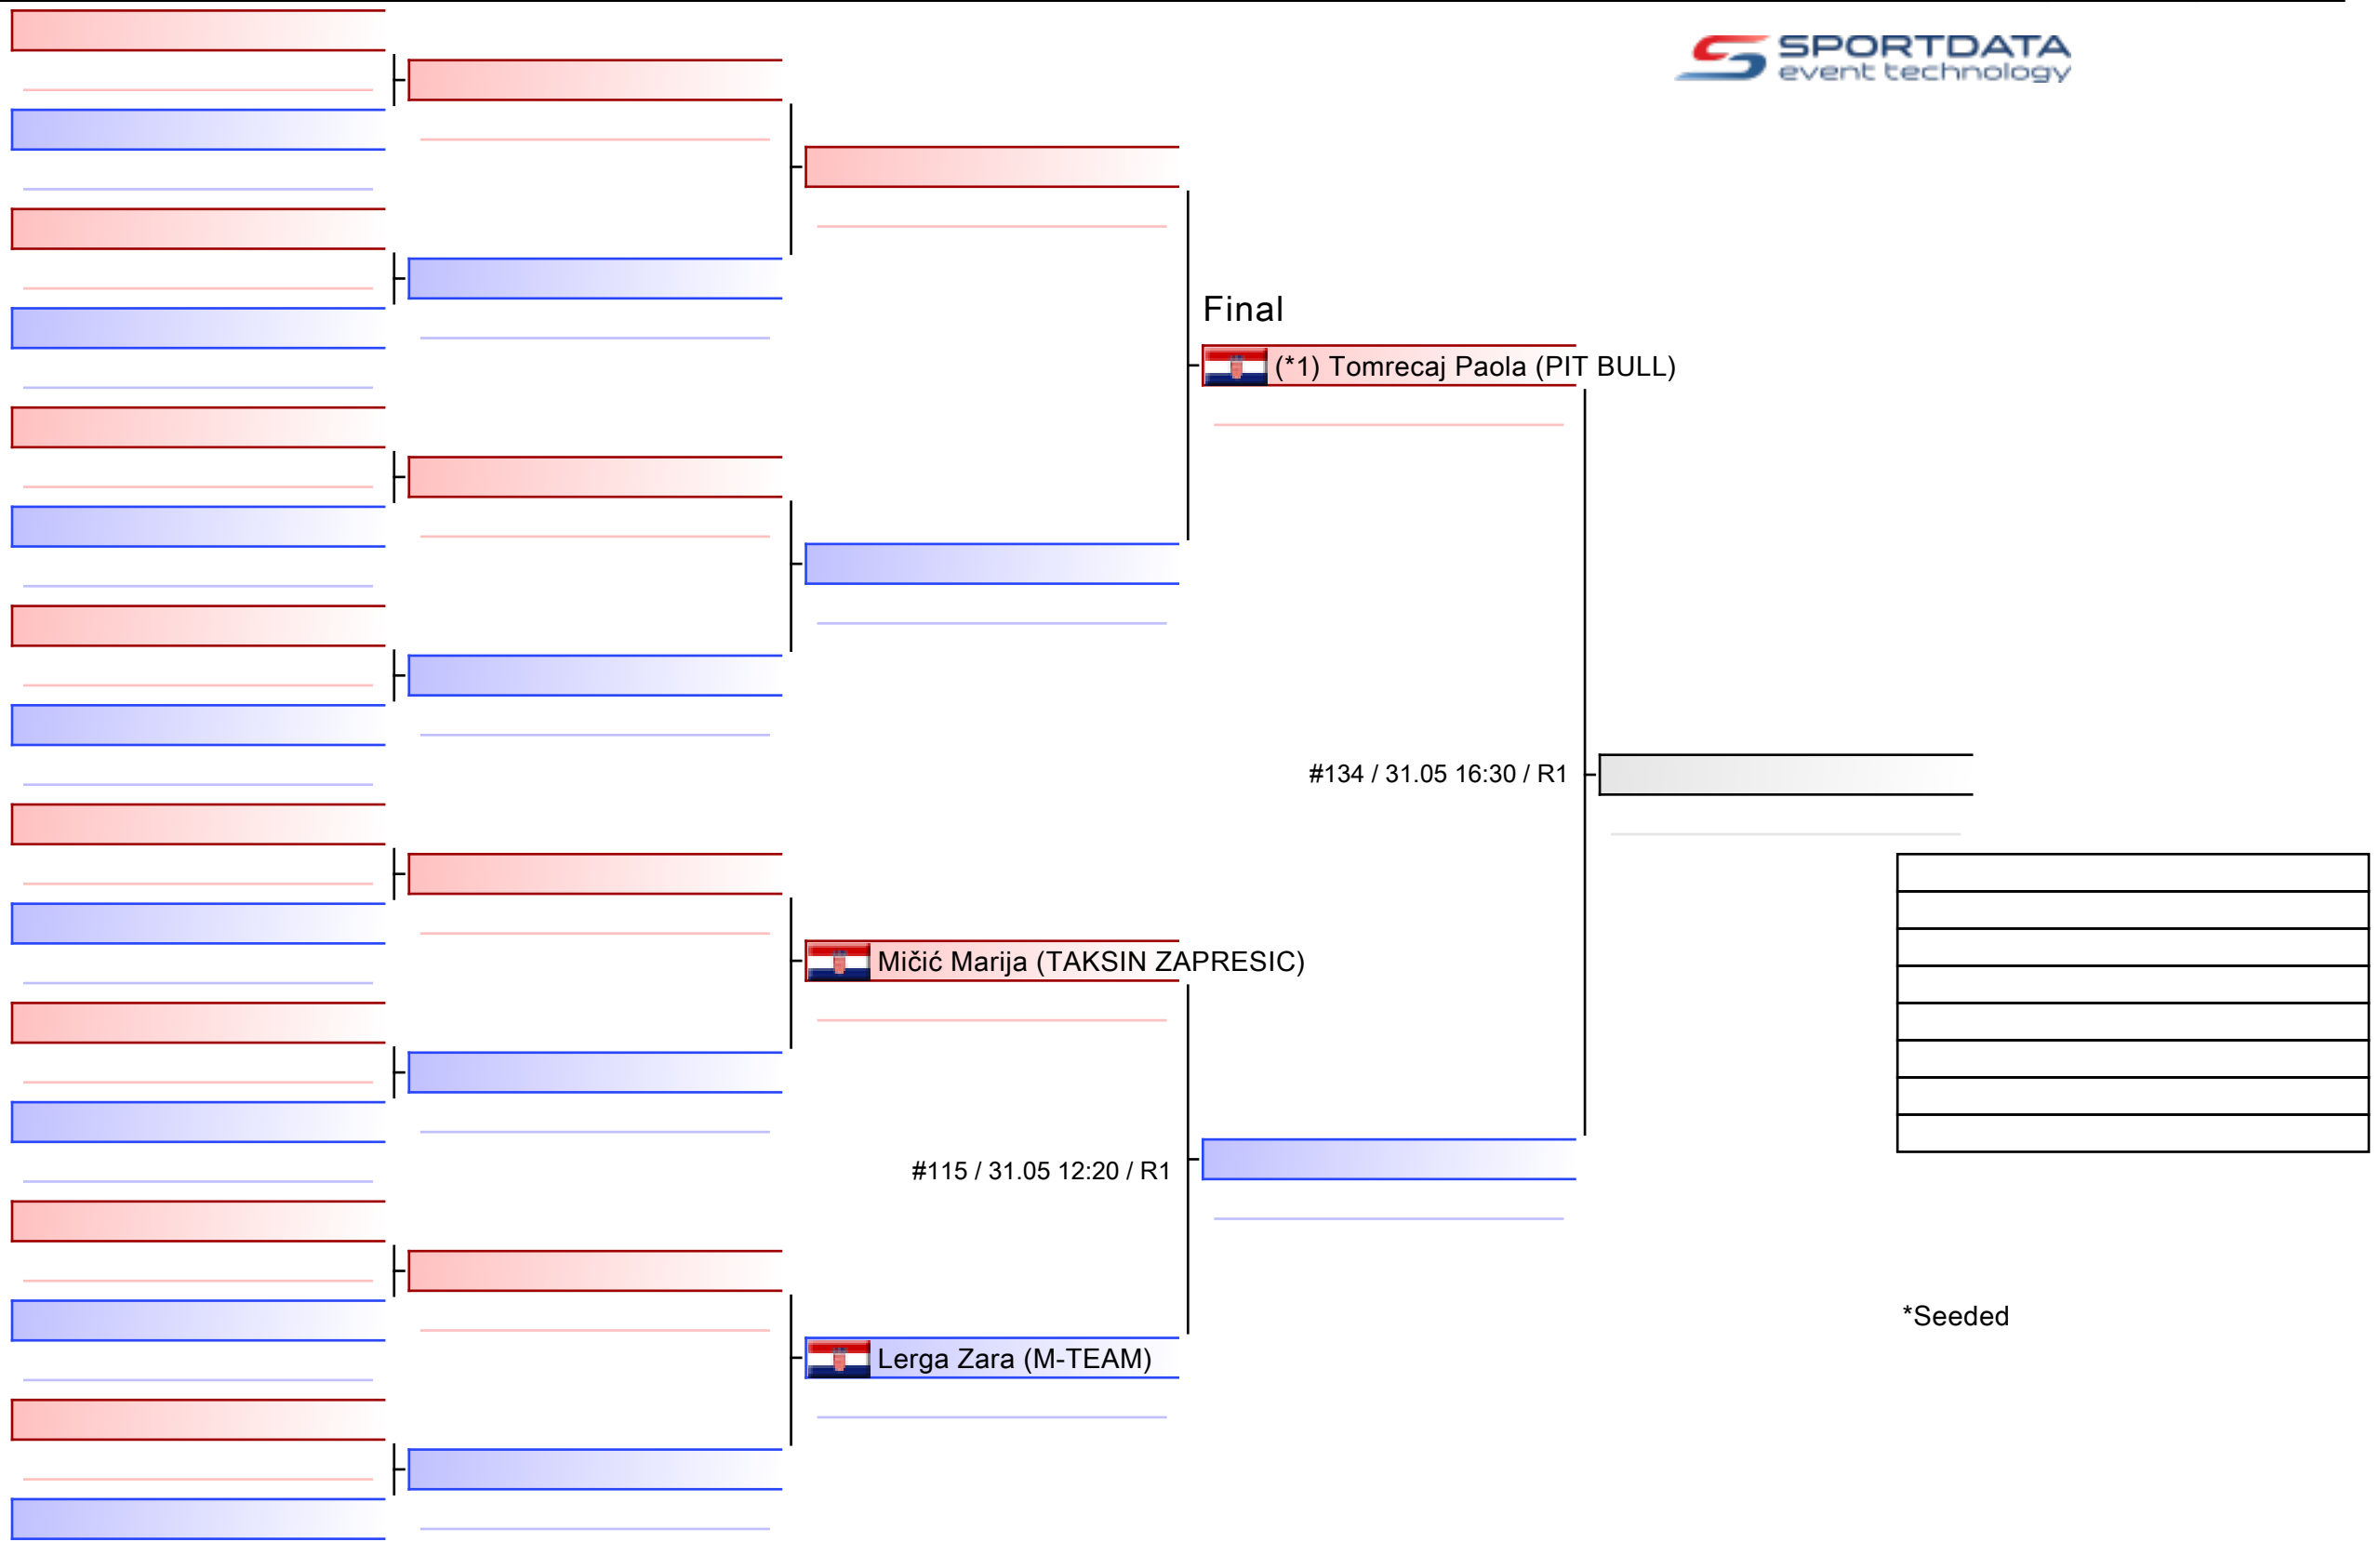 SPORTDATA
event technology
Final
(*1) Tomrecaj Paola (PIT BULL)
#134 / 31.05 16:30 / R1
Mičić Marija (TAKSIN ZAPRESIC)
#115 / 31.05 12:20 / R1
*Seeded
Lerga Zara (M-TEAM)